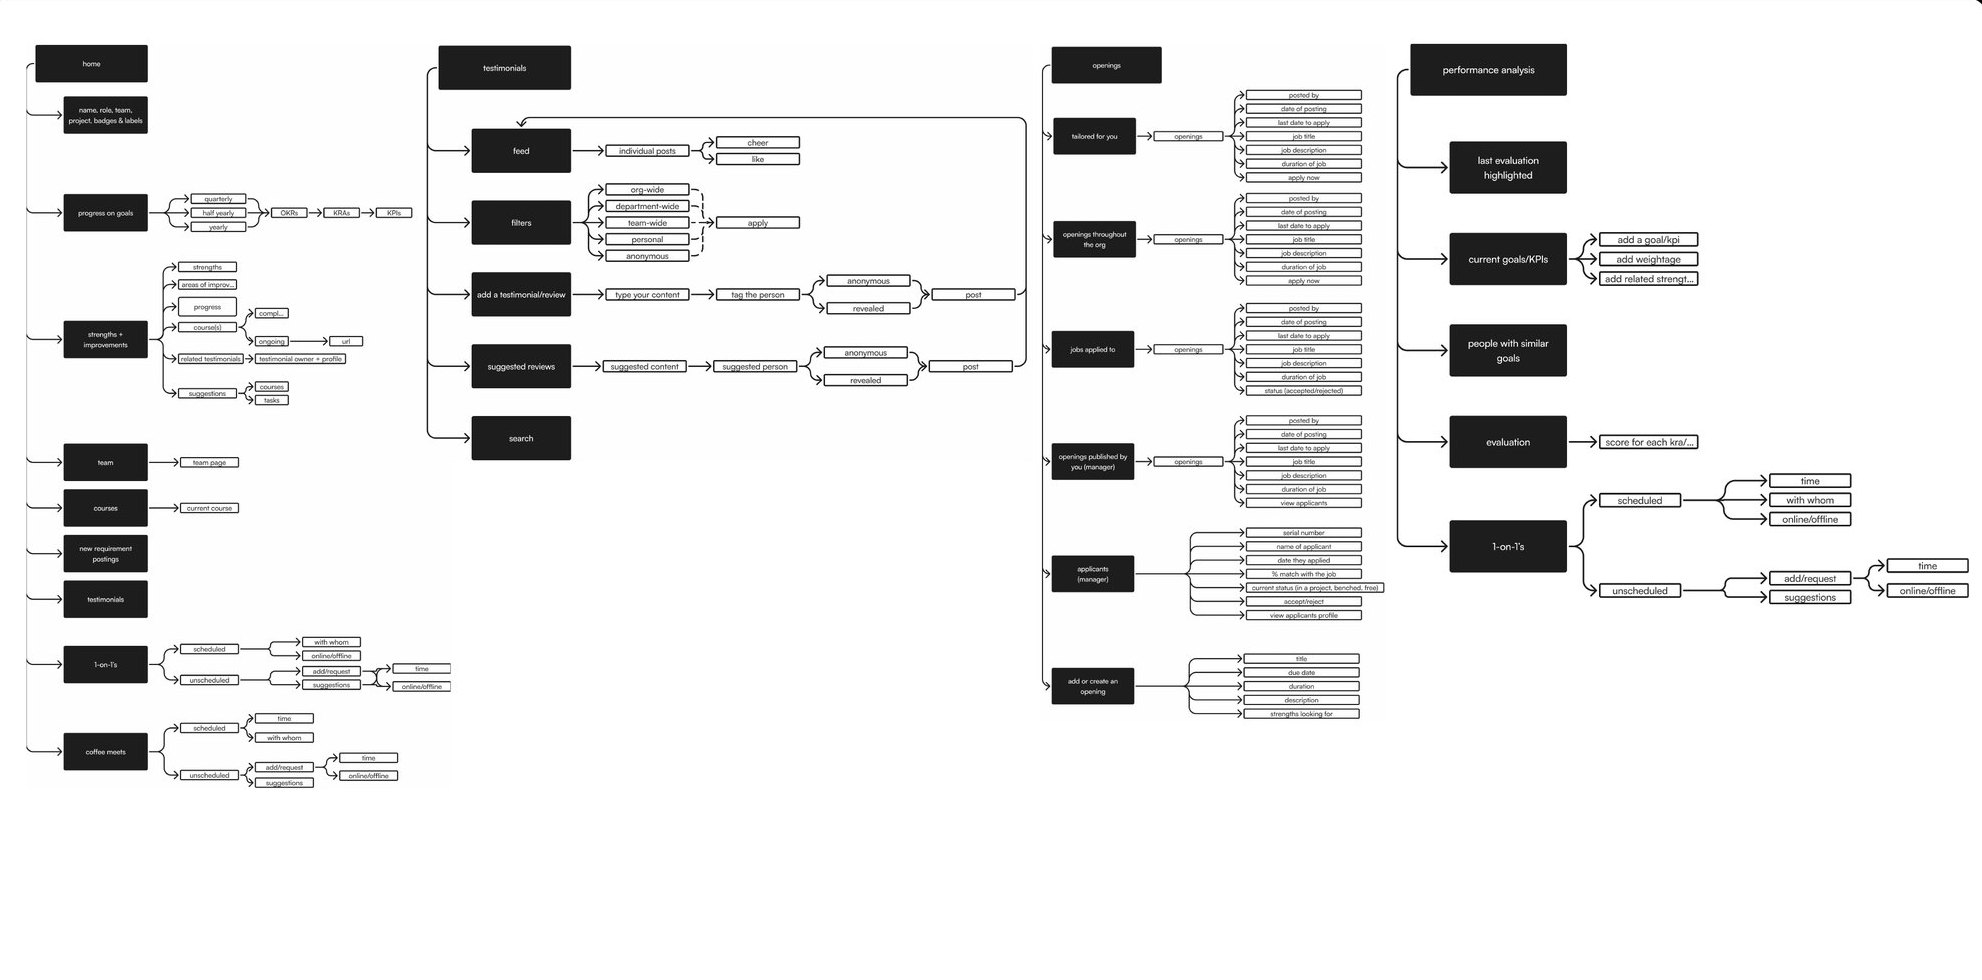 home
name, role, team,
project, badges & labels
progress on goals
quarterly
half yearly
yearly
OKRs
KRAs
KPIs
strengths +
improvements
strengths
areas of improv...
progress
course(s)
compl...
ongoing
url
related testimonials
testimonial owner + profile
suggestions
courses
tasks
team
team page
courses
current course
new requirement
postings
testimonials
1-on-1's
scheduled
with whom
online/offline
unscheduled
add/request
suggestions
time
online/offline
coffee meets
scheduled
time
with whom
unscheduled
add/request
suggestions
time
online/offline
testimonials
feed
individual posts
cheer
like
filters
org-wide
department-wide
team-wide
personal
anonymous
apply
add a testimonial/review
type your content
tag the person
anonymous
revealed
post
suggested reviews
suggested content
suggested person
anonymous
revealed
post
search
openings
tailored for you
openings
posted by
date of posting
last date to apply
job title
job description
duration of job
apply now
openings throughout
the org
openings
posted by
date of posting
last date to apply
job title
job description
duration of job
apply now
jobs applied to
openings
posted by
date of posting
last date to apply
job title
job description
duration of job
status (accepted/rejected)
openings published by
you (manager)
openings
posted by
date of posting
last date to apply
job title
job description
duration of job
view applicants
applicants
(manager)
serial number
name of applicant
date they applied
% match with the job
current status (in a project, benched, free)
accept/reject
view applicants profile
add or create an
opening
title
due date
duration
description
strengths looking for
performance analysis
last evaluation
highlighted
current goals/KPIs
add a goal/kpi
add weightage
add related strengt...
people with similar
goals
evaluation
score for each kra/...
1-on-1's
scheduled
time
with whom
online/offline
unscheduled
add/request
suggestions
time
online/offline